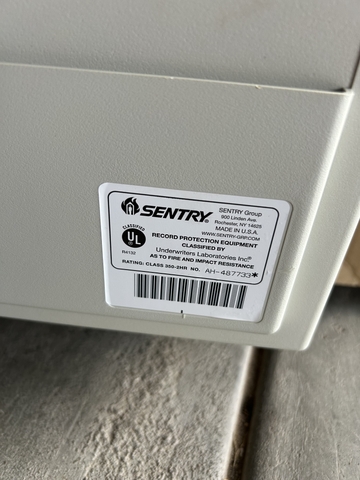 SENTRY®
SENTRY Group
900 Linden Ave.
Rochester, NY 14625
MADE IN U.S.A.
WWW.SENTRY-GRP.COM
CLASSIFIED
UL
R4132
RECORD PROTECTION EQUIPMENT
CLASSIFIED BY
Underwriters Laboratories Inc®
AS TO FIRE AND IMPACT RESISTANCE
RATING: CLASS 350-2HR NO. AH-487733*